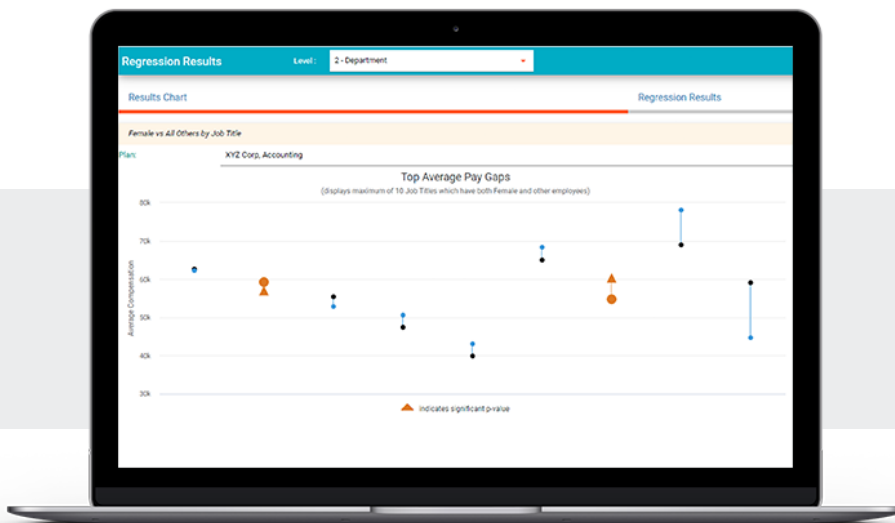 Regression Results
Level :
2 - Department
Results Chart
Regression Results
Female vs All Others by Job Title
Plan:
XYZ Corp, Accounting
Top Average Pay Gaps
(displays maximum of 10 Job Titles which have both Female and other employees)
Average Compensation
80k
70k
60k
50k
40k
30k
indicates significant p-value